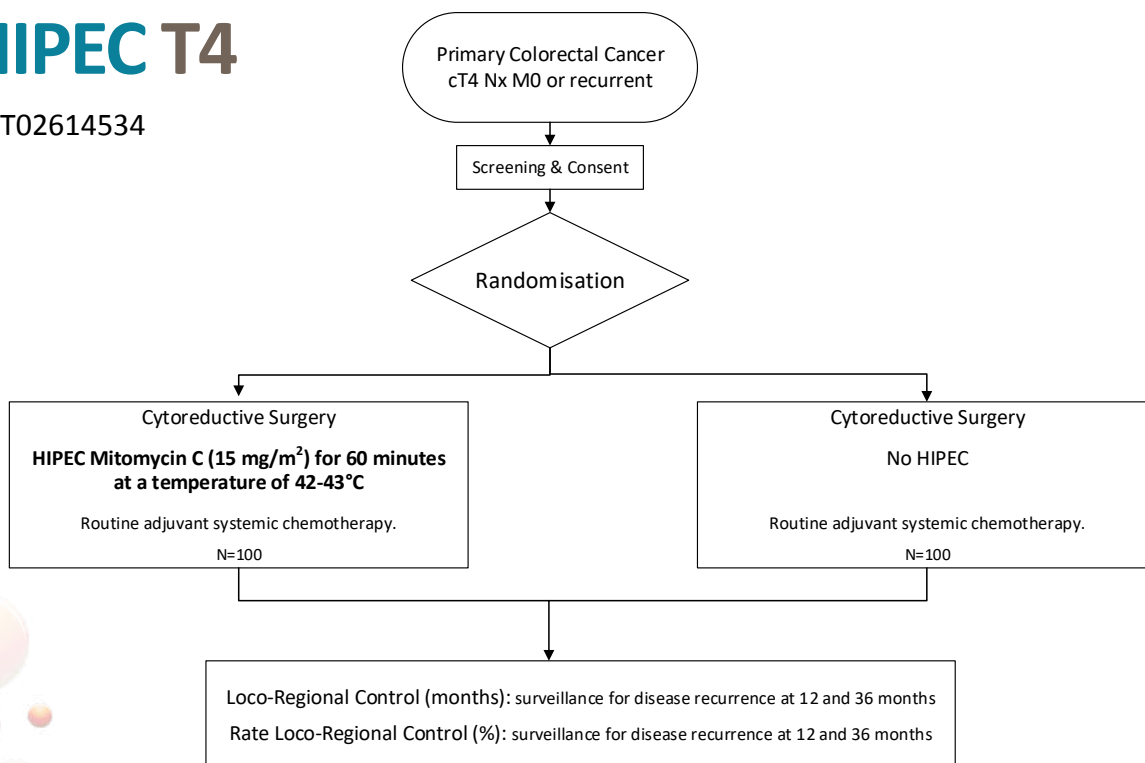 HIPEC T4
T02614534
Primary Colorectal Cancer
cT4 Nx M0 or recurrent
Screening & Consent
Randomisation
Cytoreductive Surgery
HIPEC Mitomycin C (15 mg/m²) for 60 minutes
at a temperature of 42-43°C
Routine adjuvant systemic chemotherapy.
N=100
Cytoreductive Surgery
No HIPEC
Routine adjuvant systemic chemotherapy.
N=100
Loco-Regional Control (months): surveillance for disease recurrence at 12 and 36 months
Rate Loco-Regional Control (%): surveillance for disease recurrence at 12 and 36 months